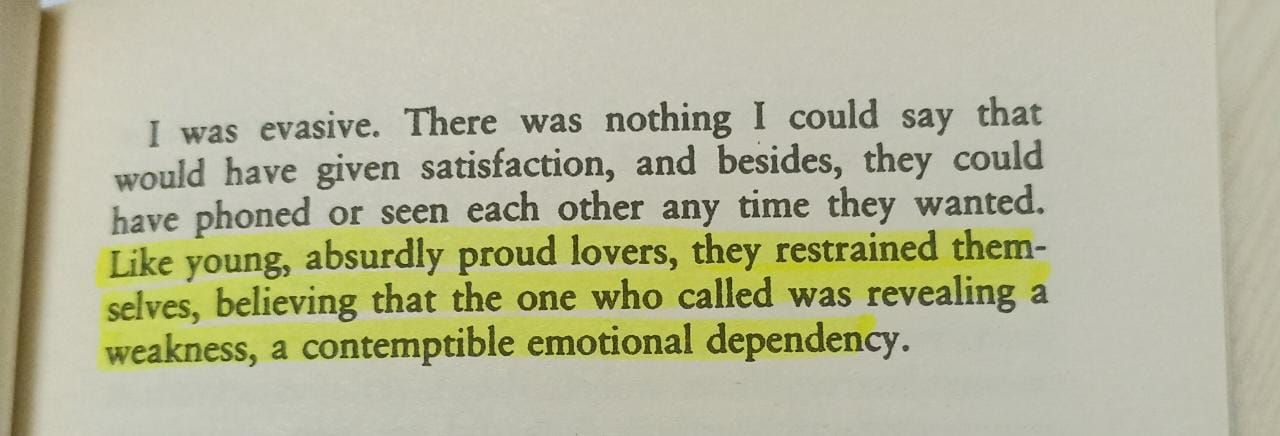 I was evasive. There was nothing I could say that
would have given satisfaction, and besides, they could
have phoned or seen each other any time they wanted.
Like young, absurdly proud lovers, they restrained them-
selves, believing that the one who called was revealing a
weakness, a contemptible emotional dependency.